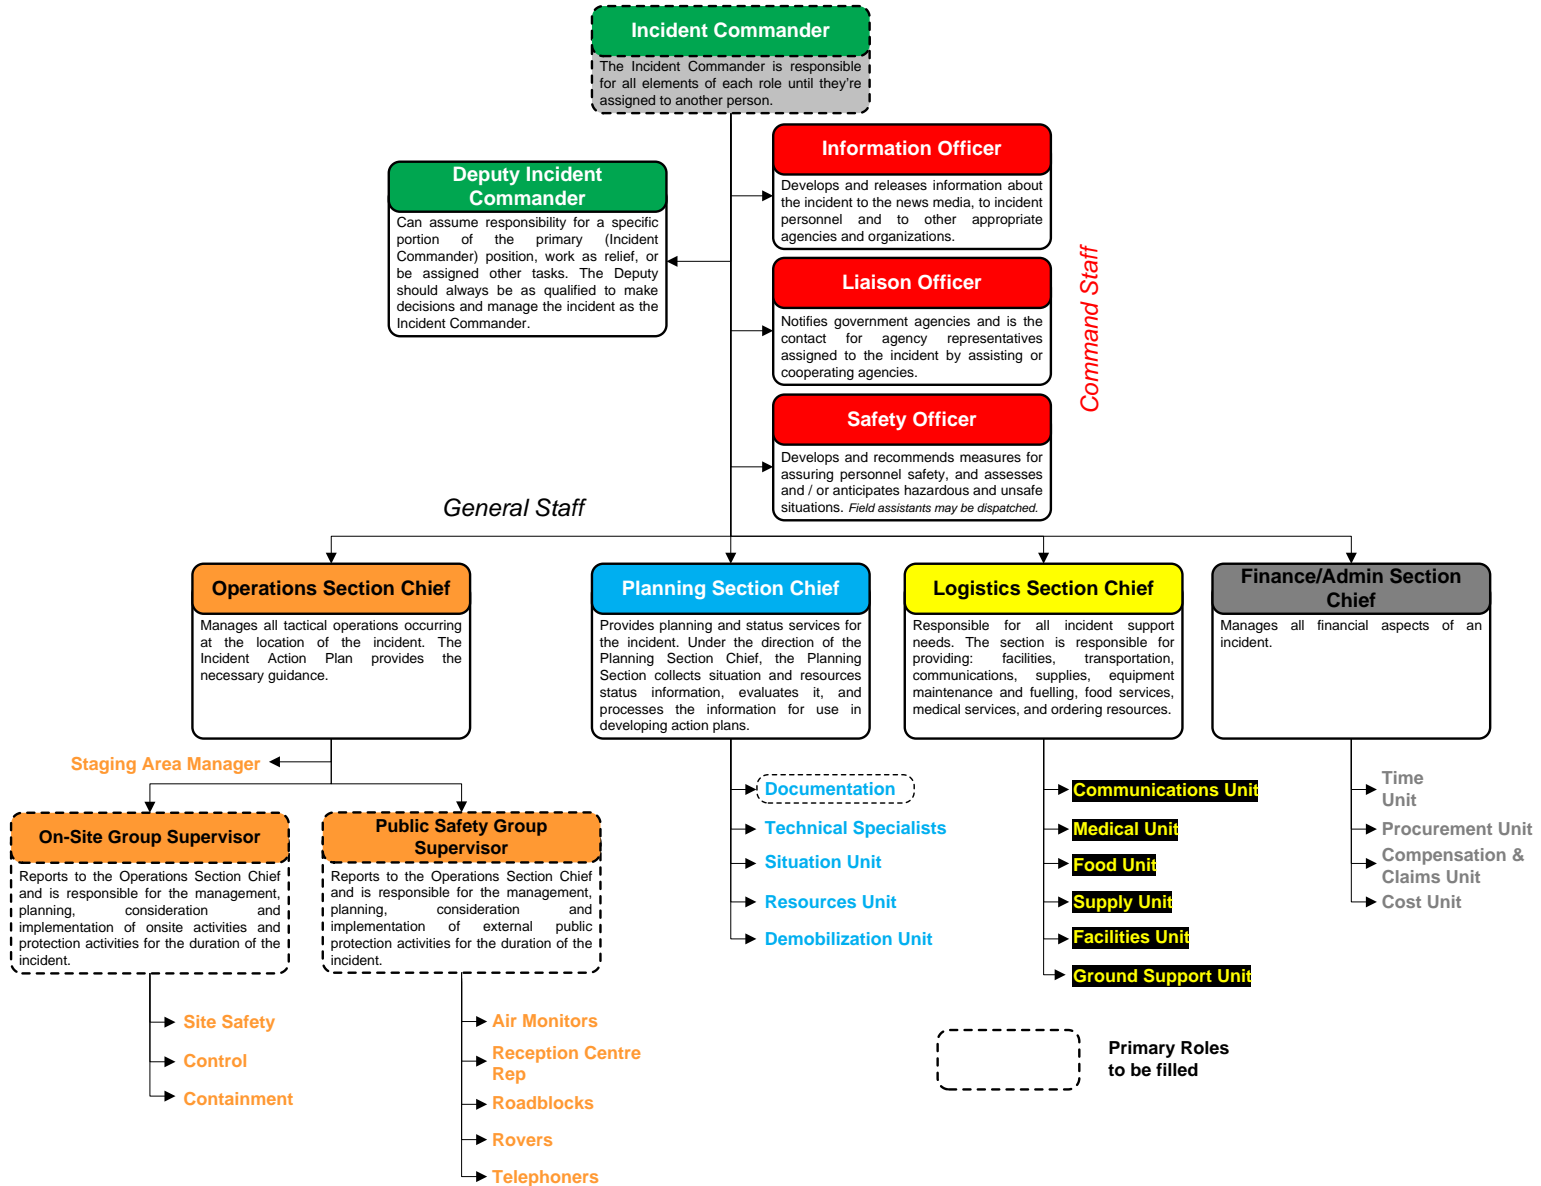 Incident Commander
The Incident Commander is responsible
for all elements of each role until they're
assigned to another person.
Information Officer
Develops and releases information about
the incident to the news media, to incident
personnel and to other appropriate
agencies and organizations.
Deputy Incident
Commander
Can assume responsibility for a specific
portion of the primary (Incident
Commander) position, work as relief, or
be assigned other tasks. The Deputy
should always be as qualified to make
decisions and manage the incident as the
Incident Commander.
Liaison Officer
Notifies government agencies and is the
contact for agency representatives
assigned to the incident by assisting or
cooperating agencies.
Command Staff
Safety Officer
Develops and recommends measures for
assuring personnel safety, and assesses
and / or anticipates hazardous and unsafe
situations. Field assistants may be dispatched.
General Staff
Operations Section Chief
Manages all tactical operations occurring
at the location of the incident. The
Incident Action Plan provides the
necessary guidance.
Planning Section Chief
Provides planning and status services for
the incident. Under the direction of the
Planning Section Chief, the Planning
Section collects situation and resources
status information, evaluates it, and
processes the information for use in
developing action plans.
Logistics Section Chief
Responsible for all incident support
needs. The section is responsible for
providing: facilities, transportation,
communications, supplies, equipment
maintenance and fuelling, food services,
medical services, and ordering resources.
Finance/Admin Section
Chief
Manages all financial aspects of an
incident.
Staging Area Manager
On-Site Group Supervisor
Reports to the Operations Section Chief
and is responsible for the management,
planning, consideration and
implementation of onsite activities and
protection activities for the duration of the
incident.
Site Safety
Control
Containment
Public Safety Group
Supervisor
Reports to the Operations Section Chief
and is responsible for the management,
planning, consideration and
implementation of external public
protection activities for the duration of the
incident.
Air Monitors
Reception Centre
Rep
Roadblocks
Rovers
Telephoners
Documentation
Technical Specialists
Situation Unit
Resources Unit
Demobilization Unit
Communications Unit
Medical Unit
Food Unit
Supply Unit
Facilities Unit
Ground Support Unit
Time
Unit
Procurement Unit
Compensation &
Claims Unit
Cost Unit
Primary Roles
to be filled